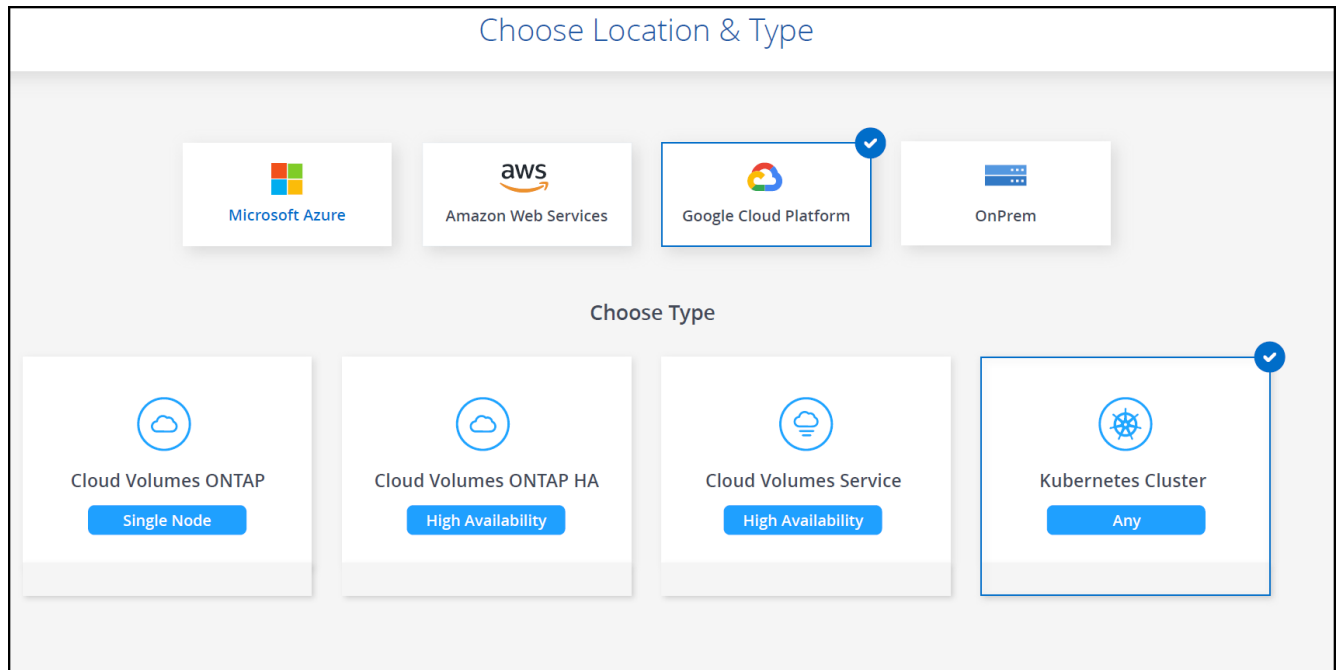 Choose Location & Type
aws
Microsoft Azure
Amazon Web Services
Google Cloud Platform
OnPrem
Choose Type
Cloud Volumes ONTAP
Single Node
Cloud Volumes ONTAP HA
High Availability
Cloud Volumes Service
High Availability
Kubernetes Cluster
Any